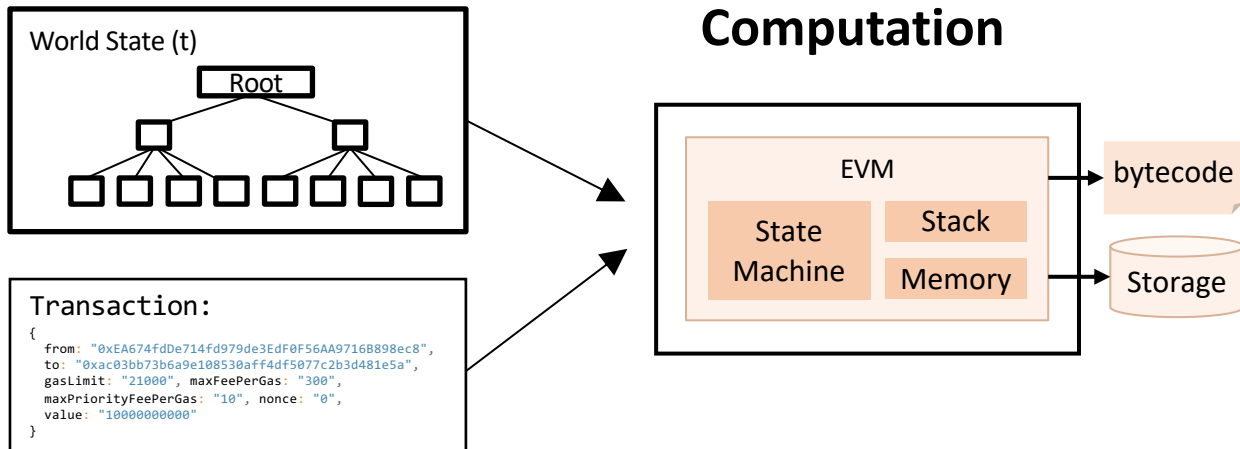 World State (t)
Root
Transaction:
{
from: "0xEA674fdDe714fd979de3EdF0F56AA9716B898ec8",
to: "0xac03bb73b6a9e108530aff4df5077c2b3d481e5a",
gasLimit: "21000", maxFeePerGas: "300",
maxPriorityFeePerGas: "10", nonce: "0",
value: "10000000000"
}
Computation
EVM
State
Machine
Stack
Memory
bytecode
Storage